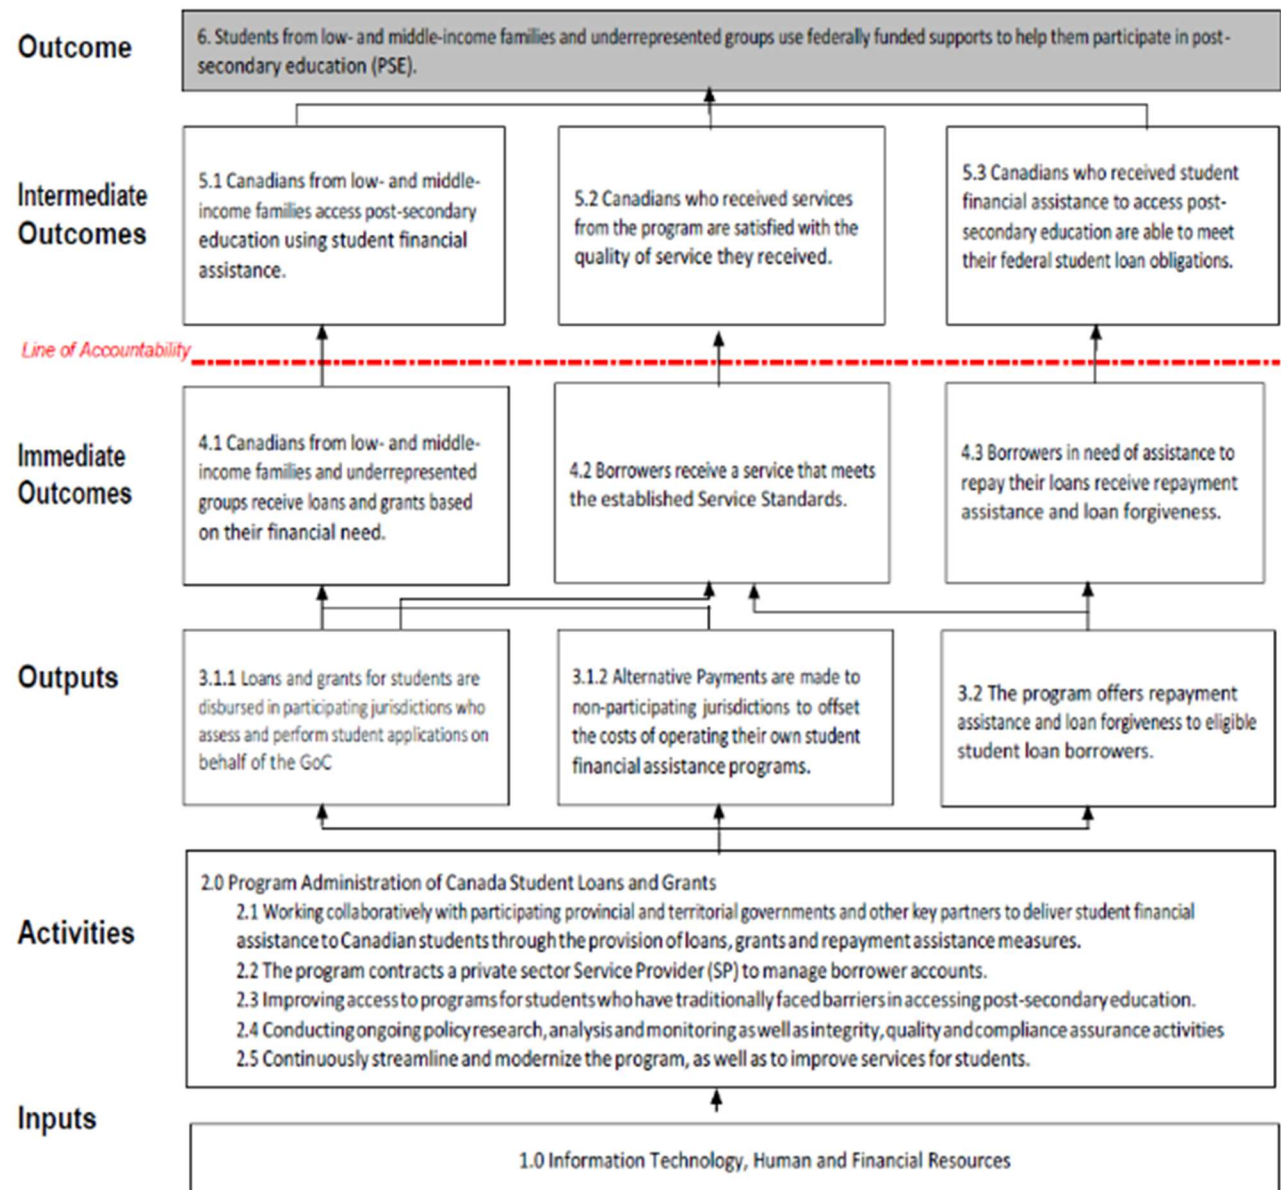 Outcome
6. Students from low- and middle-income families and underrepresented groups use federally funded supports to help them participate in post-
secondary education (PSE).
Intermediate
Outcomes
5.1 Canadians from low- and middle-
income families access post-secondary
education using student financial
assistance.
5.2 Canadians who received services
from the program are satisfied with the
quality of service they received.
5.3 Canadians who received student
financial assistance to access post-
secondary education are able to meet
their federal student loan obligations.
Line of Accountability
Immediate
Outcomes
4.1 Canadians from low- and middle-
income families and underrepresented
groups receive loans and grants based
on their financial need.
4.2 Borrowers receive a service that meets
the established Service Standards.
4.3 Borrowers in need of assistance to
repay their loans receive repayment
assistance and loan forgiveness.
Outputs
3.1.1 Loans and grants for students are
disbursed in participating jurisdictions who
assess and perform student applications on
behalf of the GoC
3.1.2 Alternative Payments are made to
non-participating jurisdictions to offset
the costs of operating their own student
financial assistance programs.
3.2 The program offers repayment
assistance and loan forgiveness to eligible
student loan borrowers.
Activities
2.0 Program Administration of Canada Student Loans and Grants
2.1 Working collaboratively with participating provincial and territorial governments and other key partners to deliver student financial
assistance to Canadian students through the provision of loans, grants and repayment assistance measures.
2.2 The program contracts a private sector Service Provider (SP) to manage borrower accounts.
2.3 Improving access to programs for students who have traditionally faced barriers in accessing post-secondary education.
2.4 Conducting ongoing policy research, analysis and monitoring as well as integrity, quality and compliance assurance activities
2.5 Continuously streamline and modernize the program, as well as to improve services for students.
Inputs
1.0 Information Technology, Human and Financial Resources